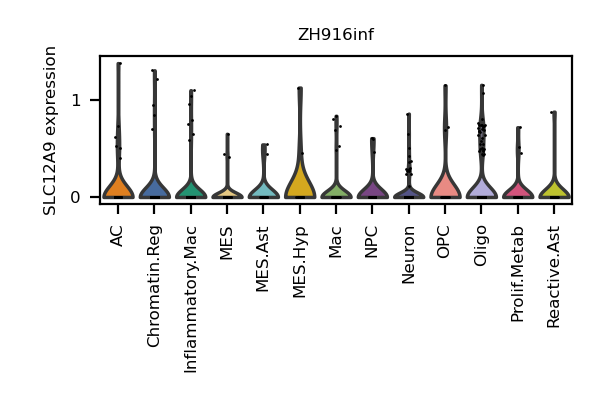 ZH916inf
SLC12A9 expression
1
0
AC
Chromatin.Reg
Inflammatory.Mac
MES
MES.Ast
MES.Hyp
Mac
NPC
Neuron
OPC
Oligo
Prolif.Metab
Reactive.Ast